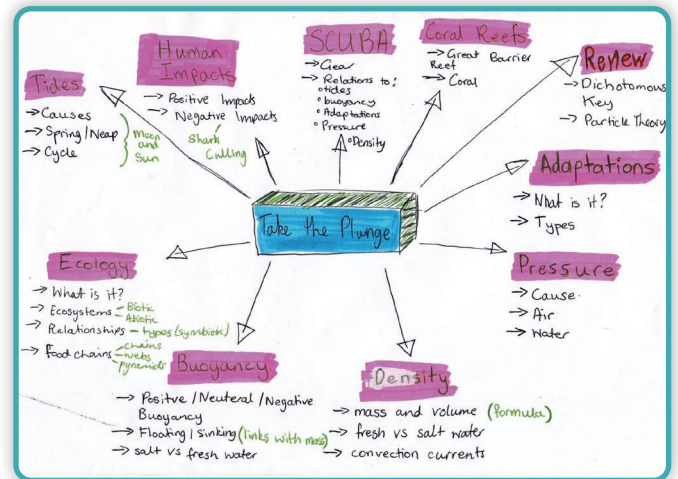 Tides
→ Causes
→ Spring/Neap
→ Cycle
Moon
and
Sun
Human
Impacts
→ Positive Impacts
→ Negative Impacts
Shark
Culling
SCUBA
→ Gear
→ Relations to:
° tides
° buoyancy
° Adaptations
° Pressure
° Density
Coral Reefs
→ Great Barrier
Reef
→ Coral
Review
→ Dichotomous
Key
→ Particle Theory
Adaptations
→ What is it?
→ Types
Take the Plunge
Pressure
→ Cause
→ Air
→ Water
Ecology
→ What is it?
→ Ecosystems - Biotic
Abiotic
→ Relationships - types (symbiotic)
→ food chains - chains
webs
pyramids
Buoyancy
→ Positive / Neuteral / Negative
Buoyancy
→ Floating / sinking (links with mass)
→ salt vs fresh water
Density
→ mass and volume (formula)
→ fresh vs salt water
→ convection currents